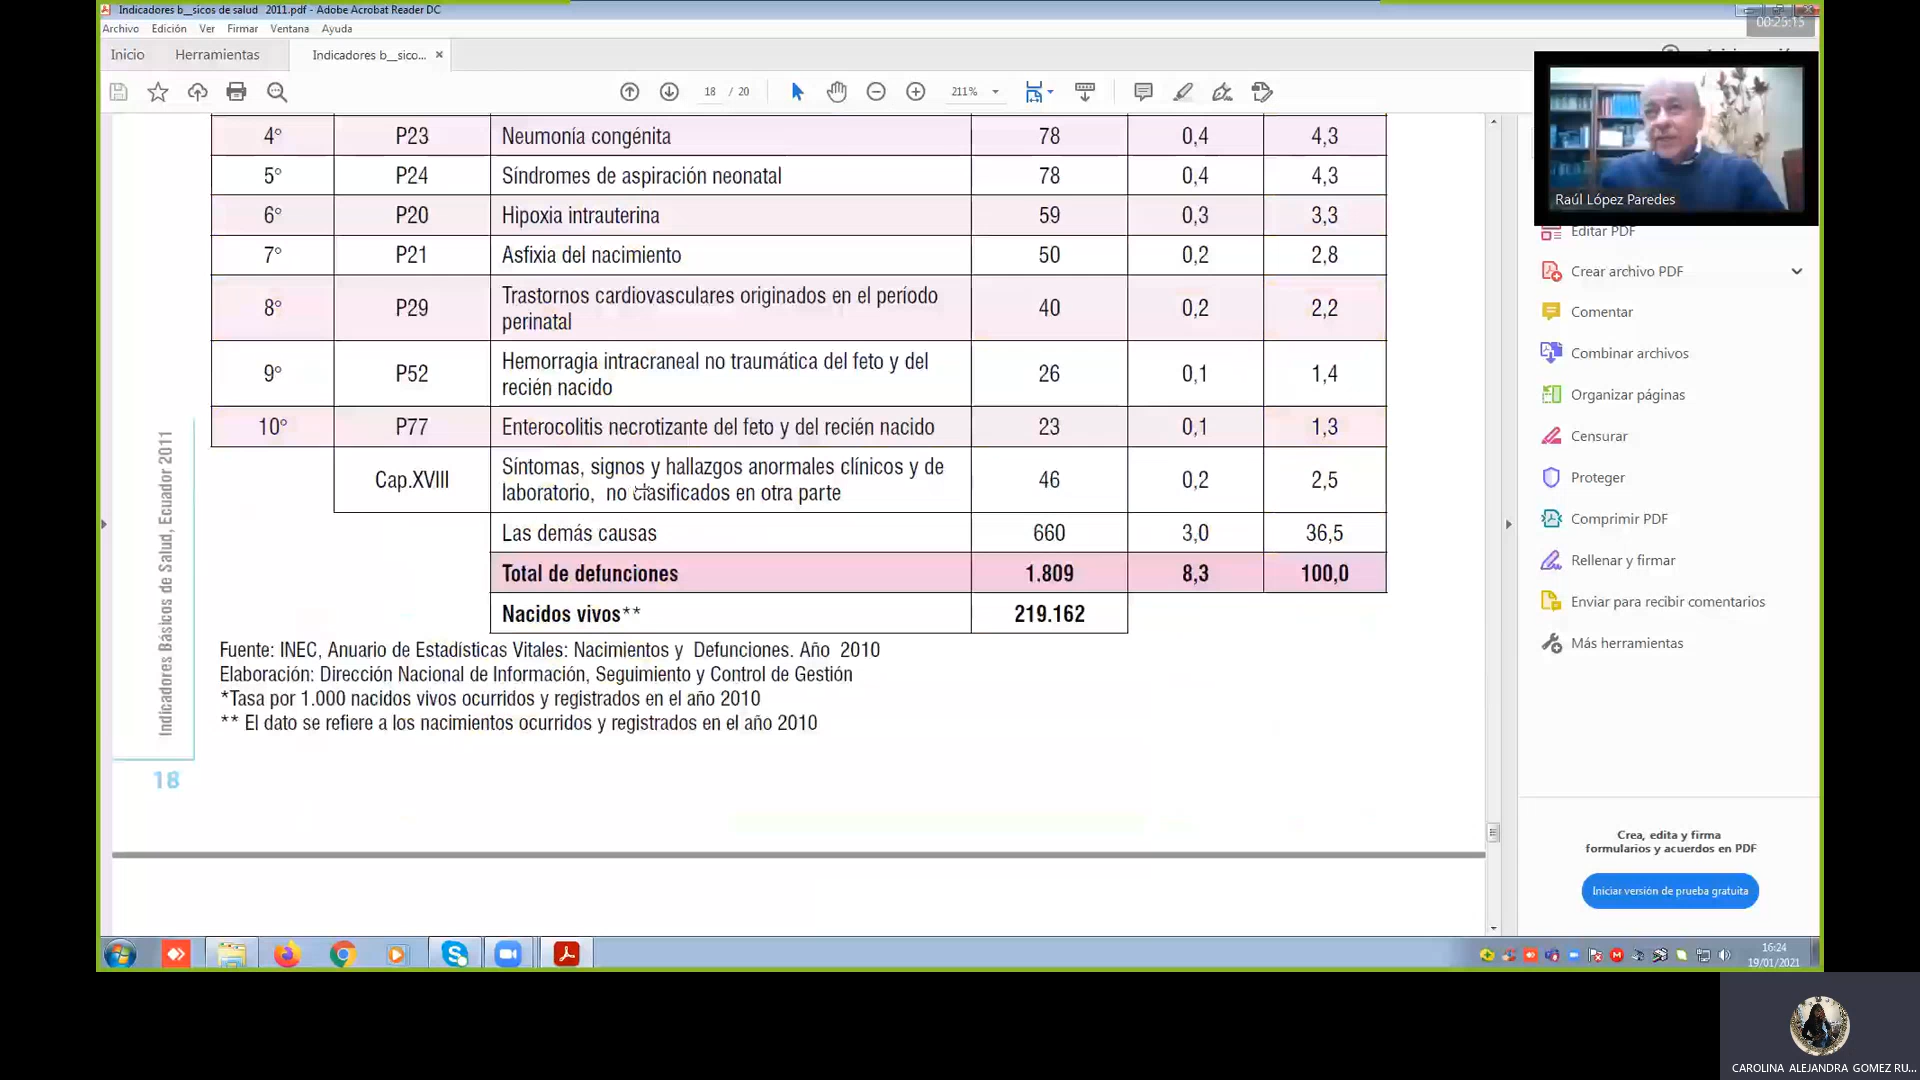 Indicadores b__sicos de salud 2011.pdf - Adobe Acrobat Reader DC
Archivo Edición Ver Firmar Ventana Ayuda
00:25:15
Inicio Herramientas Indicadores b__sico... ×
18 / 20 211%
4° P23 Neumonía congénita 78 0,4 4,3
5° P24 Síndromes de aspiración neonatal 78 0,4 4,3
6° P20 Hipoxia intrauterina 59 0,3 3,3
7° P21 Asfixia del nacimiento 50 0,2 2,8
8° P29 Trastornos cardiovasculares originados en el período
perinatal 40 0,2 2,2
9° P52 Hemorragia intracraneal no traumática del feto y del
recién nacido 26 0,1 1,4
10° P77 Enterocolitis necrotizante del feto y del recién nacido 23 0,1 1,3
Cap.XVIII Síntomas, signos y hallazgos anormales clínicos y de
laboratorio, no clasificados en otra parte 46 0,2 2,5
Las demás causas 660 3,0 36,5
Total de defunciones 1.809 8,3 100,0
Nacidos vivos** 219.162
Fuente: INEC, Anuario de Estadísticas Vitales: Nacimientos y Defunciones. Año 2010
Elaboración: Dirección Nacional de Información, Seguimiento y Control de Gestión
*Tasa por 1.000 nacidos vivos ocurridos y registrados en el año 2010
** El dato se refiere a los nacimientos ocurridos y registrados en el año 2010
Indicadores Básicos de Salud, Ecuador 2011
18
Raúl López Paredes
Editar PDF
Crear archivo PDF
Comentar
Combinar archivos
Organizar páginas
Censurar
Proteger
Comprimir PDF
Rellenar y firmar
Enviar para recibir comentarios
Más herramientas
Crea, edita y firma
formularios y acuerdos en PDF
Iniciar versión de prueba gratuita
16:24
19/01/2021
CAROLINA ALEJANDRA GOMEZ RU...